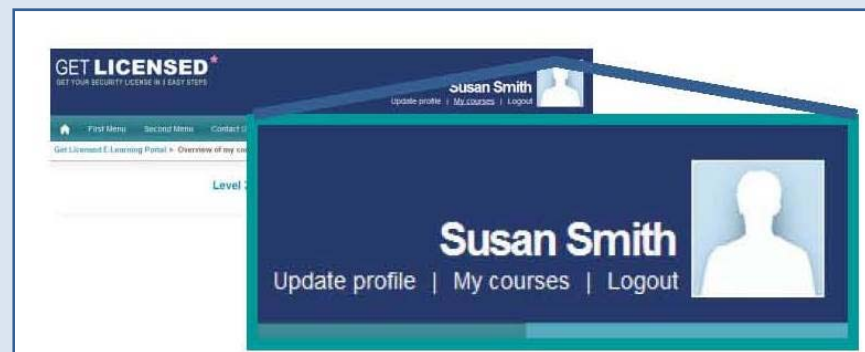 GET LICENSED*
GET YOUR SECURITY LICENSE IN 3 EASY STEPS
Susan Smith
Update profile | My courses | Logout
First Menu Second Menu Contact
Get Licensed E-Learning Portal > Overview of my
Level
Susan Smith
Update profile | My courses | Logout